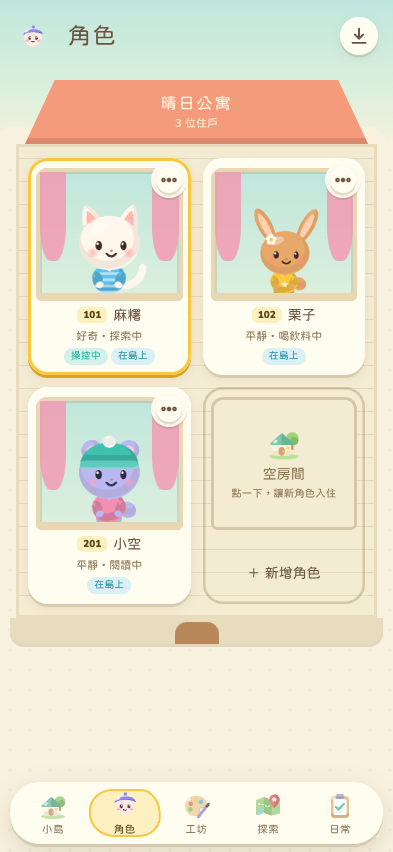 角色
晴日公寓
3 位住戶
101 麻糬
好奇・探索中
操控中 在島上
102 栗子
平靜・喝飲料中
在島上
201 小空
平靜・閱讀中
在島上
空房間
點一下，讓新角色入住
＋ 新增角色
小島
角色
工坊
探索
日常